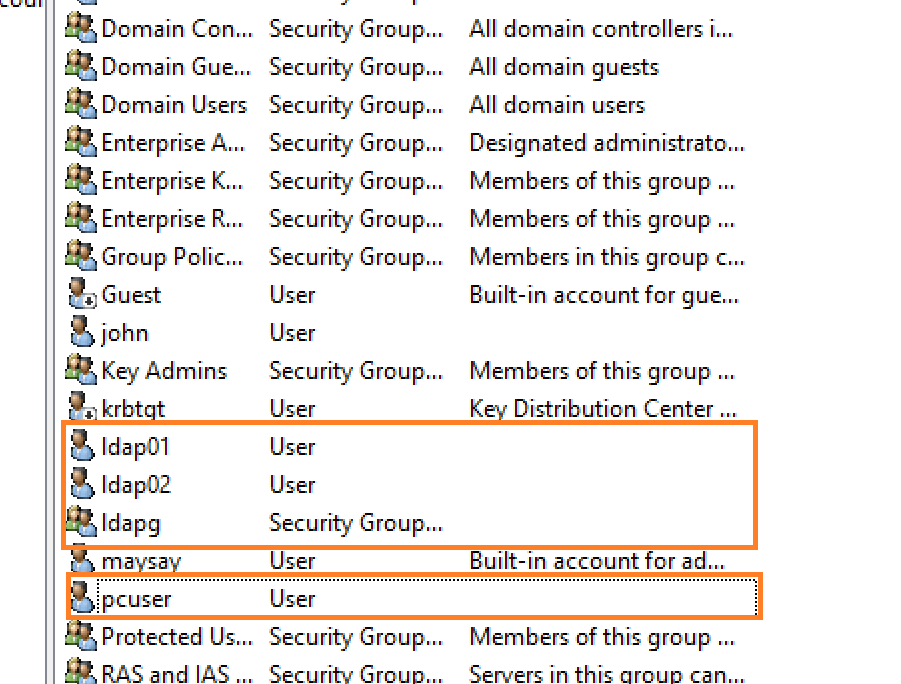 Domain Con... Security Group... All domain controllers i...
Domain Gue... Security Group... All domain guests
Domain Users Security Group... All domain users
Enterprise A... Security Group... Designated administrato...
Enterprise K... Security Group... Members of this group ...
Enterprise R... Security Group... Members of this group ...
Group Polic... Security Group... Members in this group c...
Guest User Built-in account for gue...
john User
Key Admins Security Group... Members of this group ...
krbtgt User Key Distribution Center ...
ldap01 User
ldap02 User
ldapg Security Group...
maysay User Built-in account for ad...
pcuser User
Protected Us... Security Group... Members of this group ...
RAS and IAS ... Security Group... Servers in this group can...